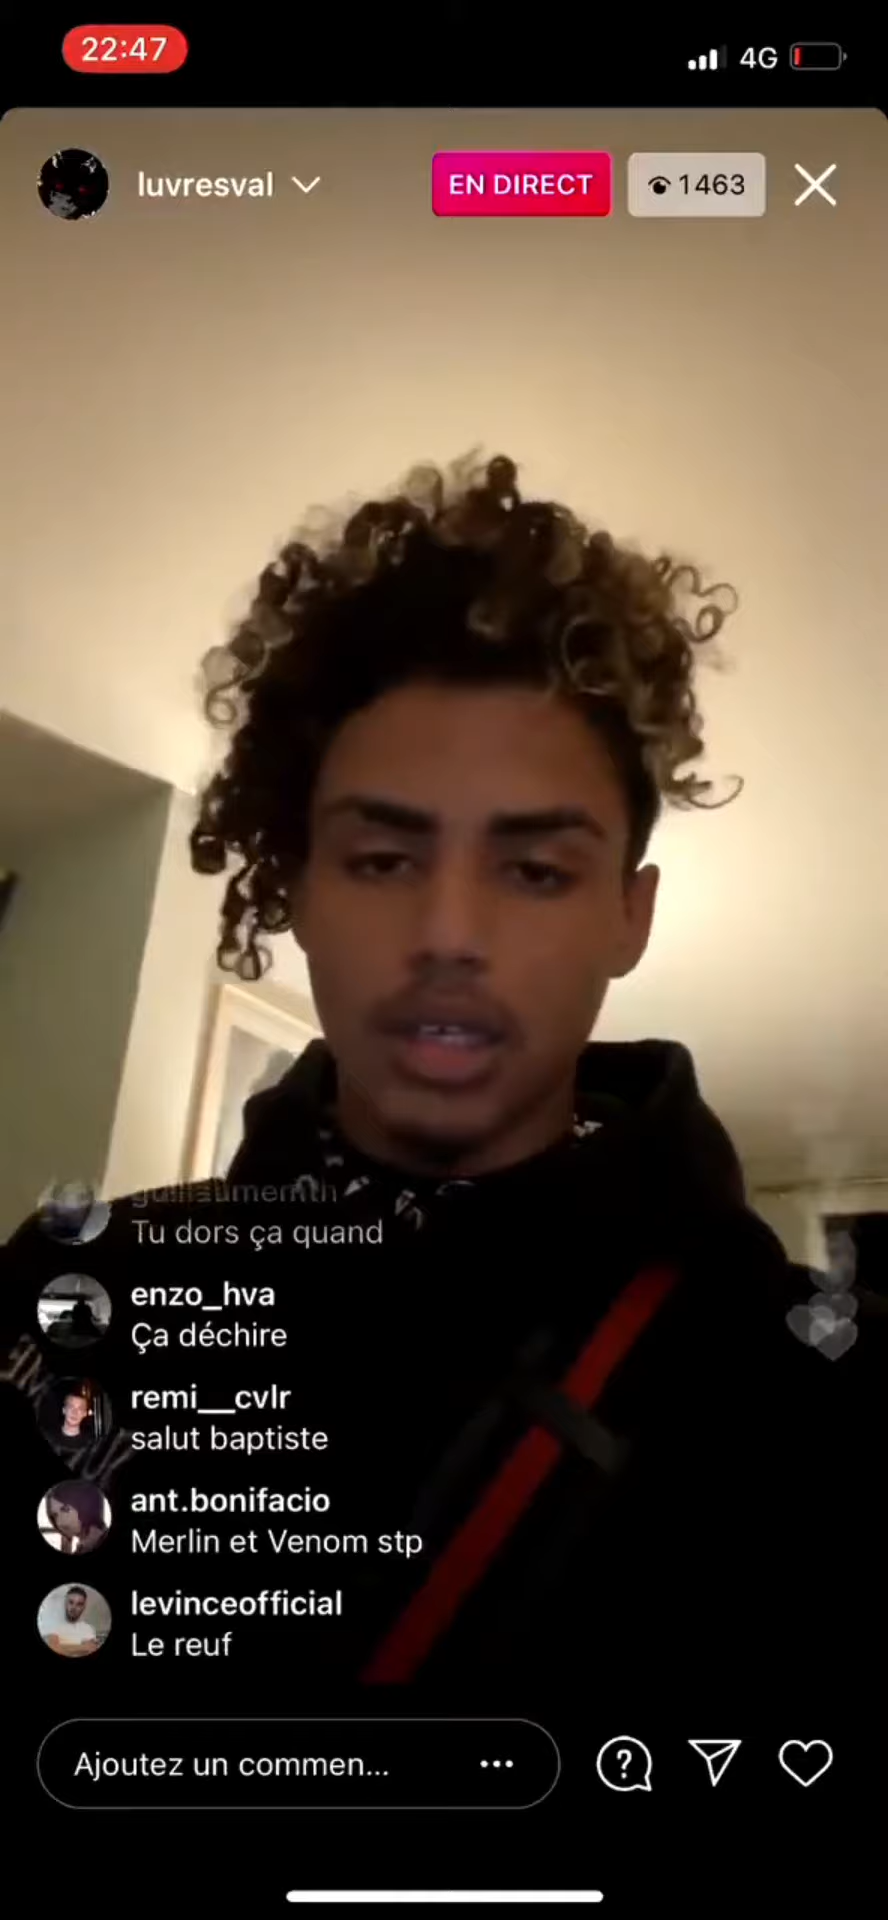 22:47
4G
luvresval
EN DIRECT
1463
Tu dors ça quand
enzo_hva
Ça déchire
remi__cvlr
salut baptiste
ant.bonifacio
Merlin et Venom stp
levinceofficial
Le reuf
Ajoutez un commen...